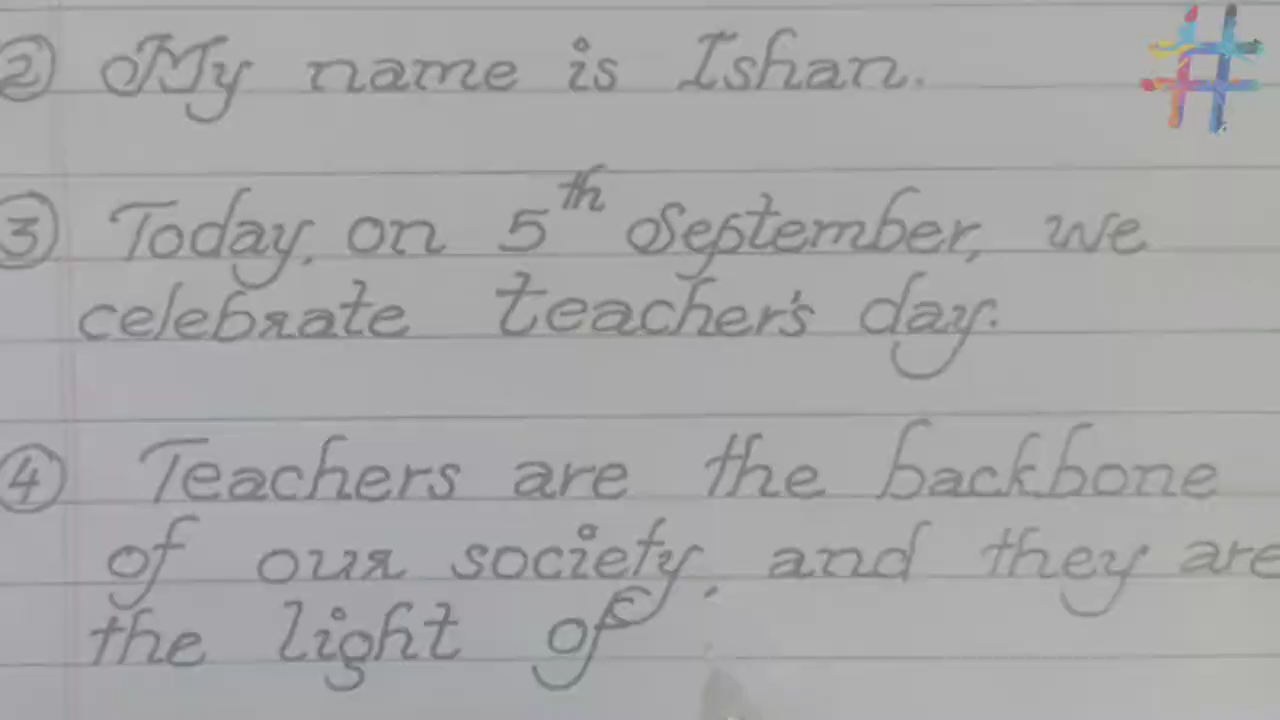 ② My name is Ishan.
③ Today, on 5th September, we
celebrate teacher's day.
④ Teachers are the backbone
of our society, and they are
the light of